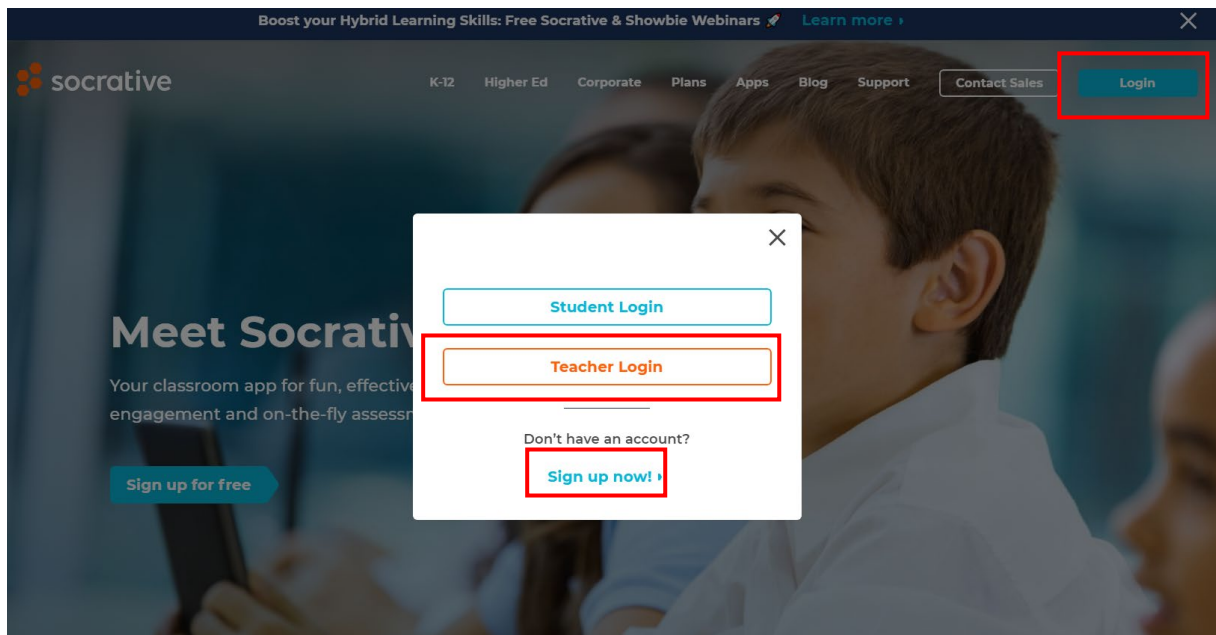 Boost your Hybrid Learning Skills: Free Socrative & Showbie Webinars 🚀 Learn more ›
socrative
K-12 Higher Ed Corporate Plans Apps Blog Support Contact Sales Login
Student Login
Meet Socrativ
Teacher Login
Your classroom app for fun, effective
engagement and on-the-fly assessm
Don't have an account?
Sign up now! ›
Sign up for free